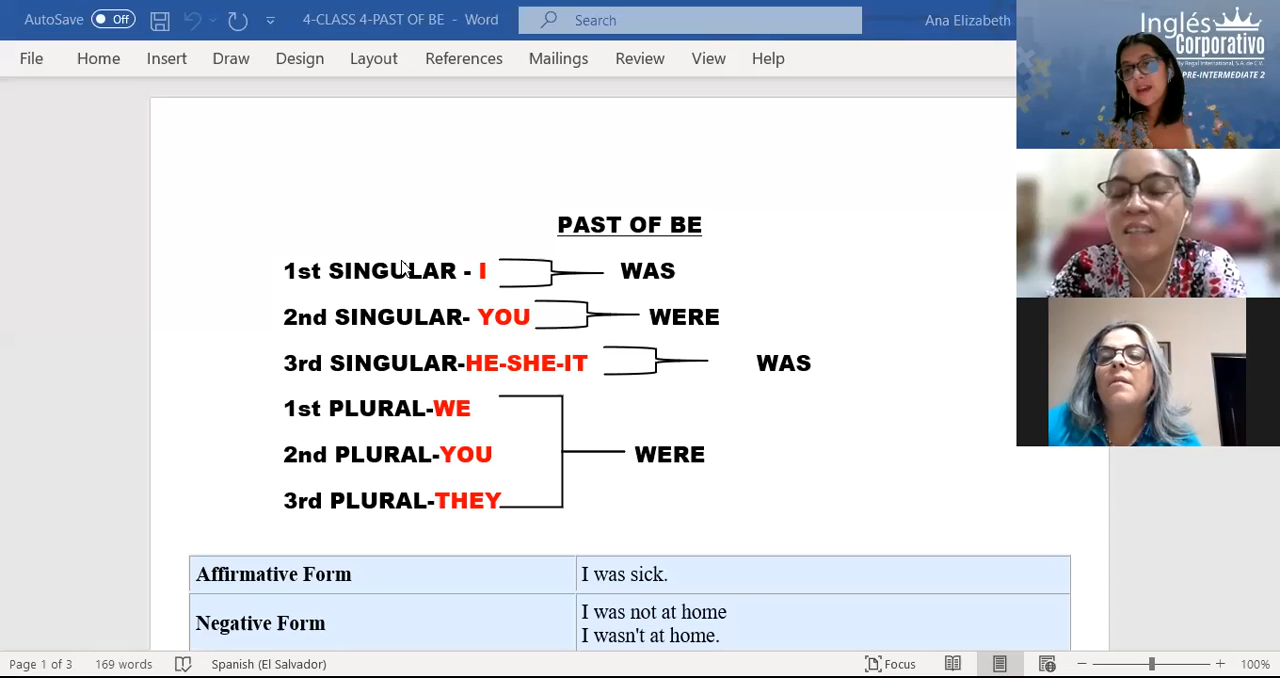 AutoSave Off 4-CLASS 4-PAST OF BE - Word Search Ana Elizabeth
File Home Insert Draw Design Layout References Mailings Review View Help
Inglés
Corporativo
By Regal International, S.A. de C.V.
PRE-INTERMEDIATE 2
PAST OF BE
1st SINGULAR - I WAS
2nd SINGULAR- YOU WERE
3rd SINGULAR-HE-SHE-IT WAS
1st PLURAL-WE
2nd PLURAL-YOU WERE
3rd PLURAL-THEY
Affirmative Form I was sick.
Negative Form I was not at home
I wasn't at home.
Page 1 of 3 169 words Spanish (El Salvador) Focus 100%